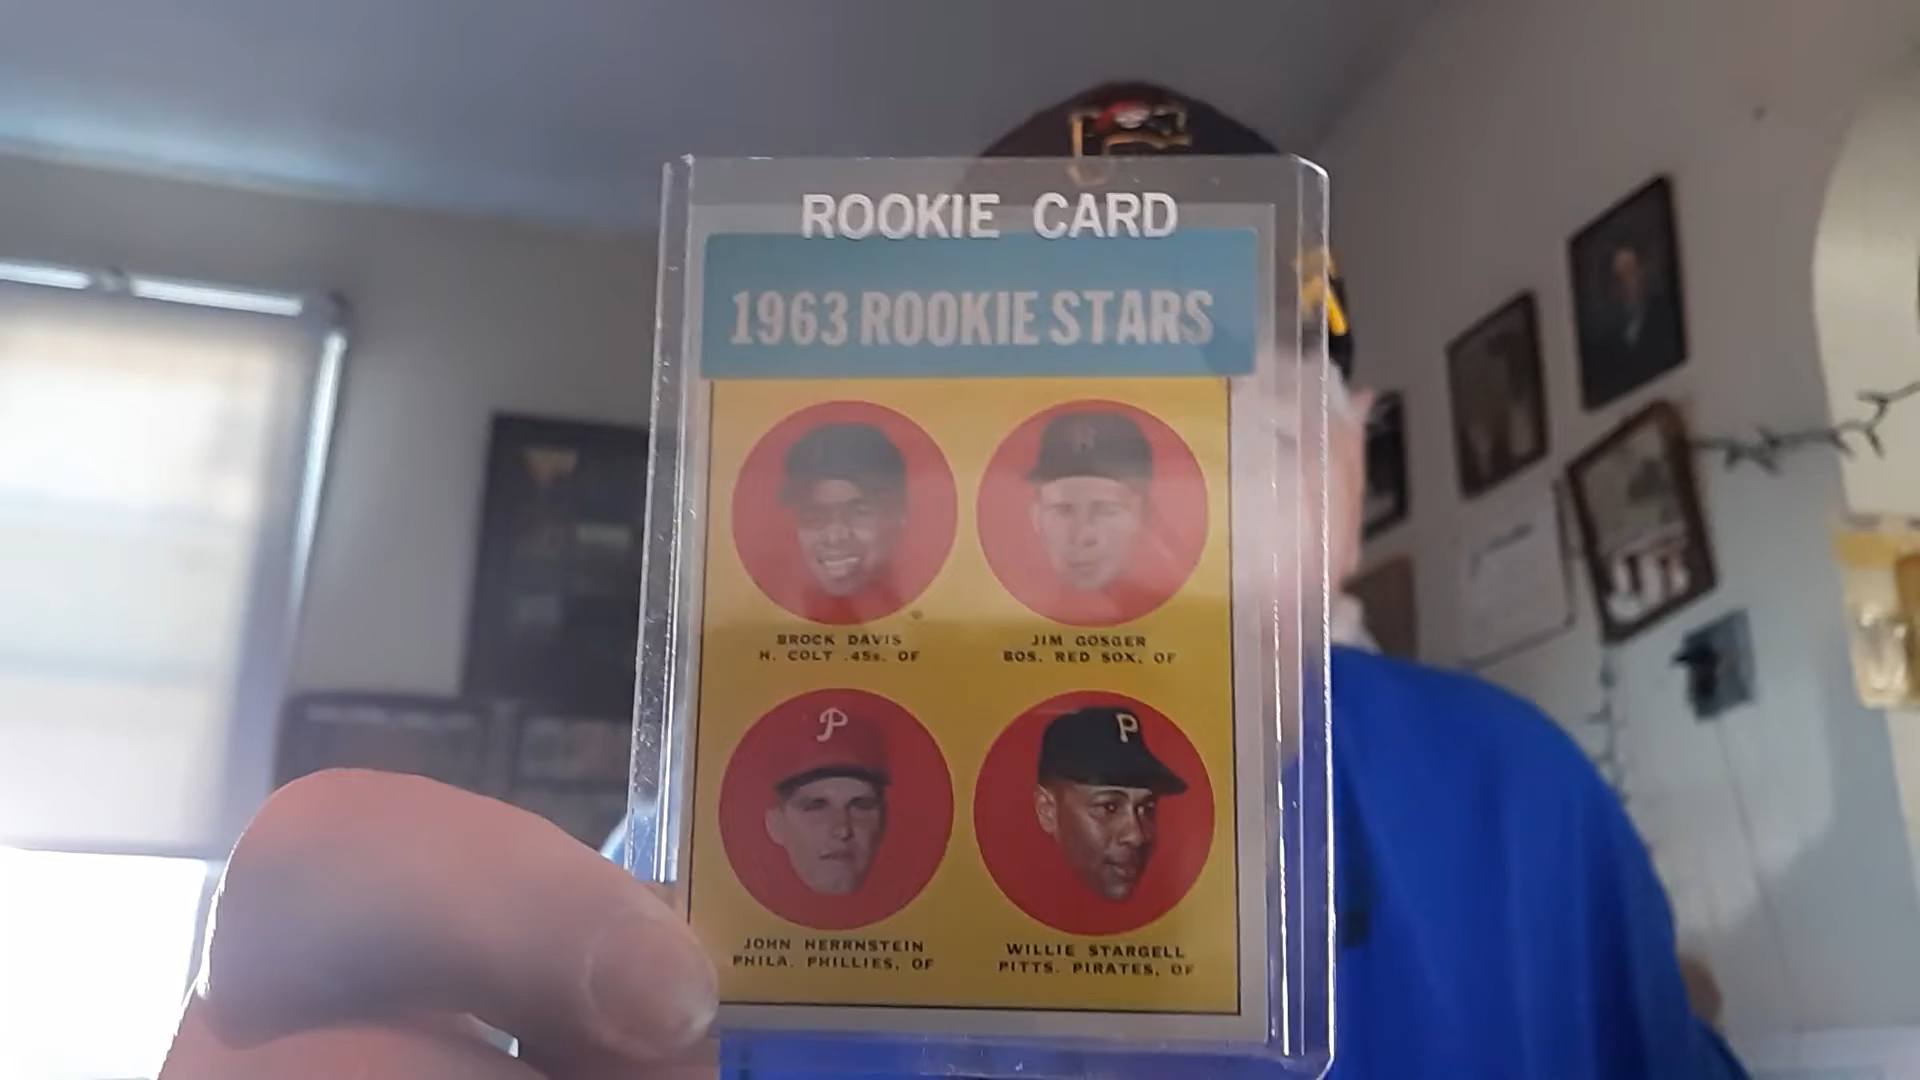 ROOKIE CARD
1963 ROOKIE STARS
BROCK DAVIS
H. COLT .45s, OF
JIM GOSGER
BOS. RED SOX, OF
P
P
JOHN HERRNSTEIN
PHILA. PHILLIES, OF
WILLIE STARGELL
PITTS. PIRATES, OF